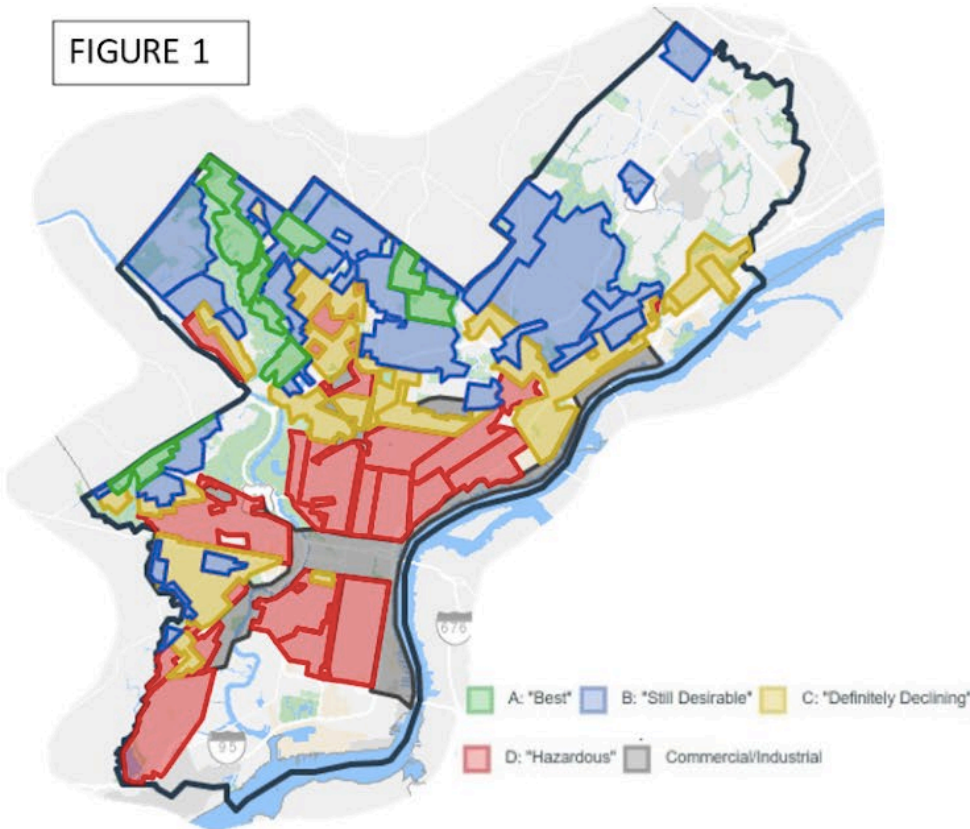 FIGURE 1
676
A: "Best"
B: "Still Desirable"
C: "Definitely Declining"
D: "Hazardous"
Commercial/Industrial
95